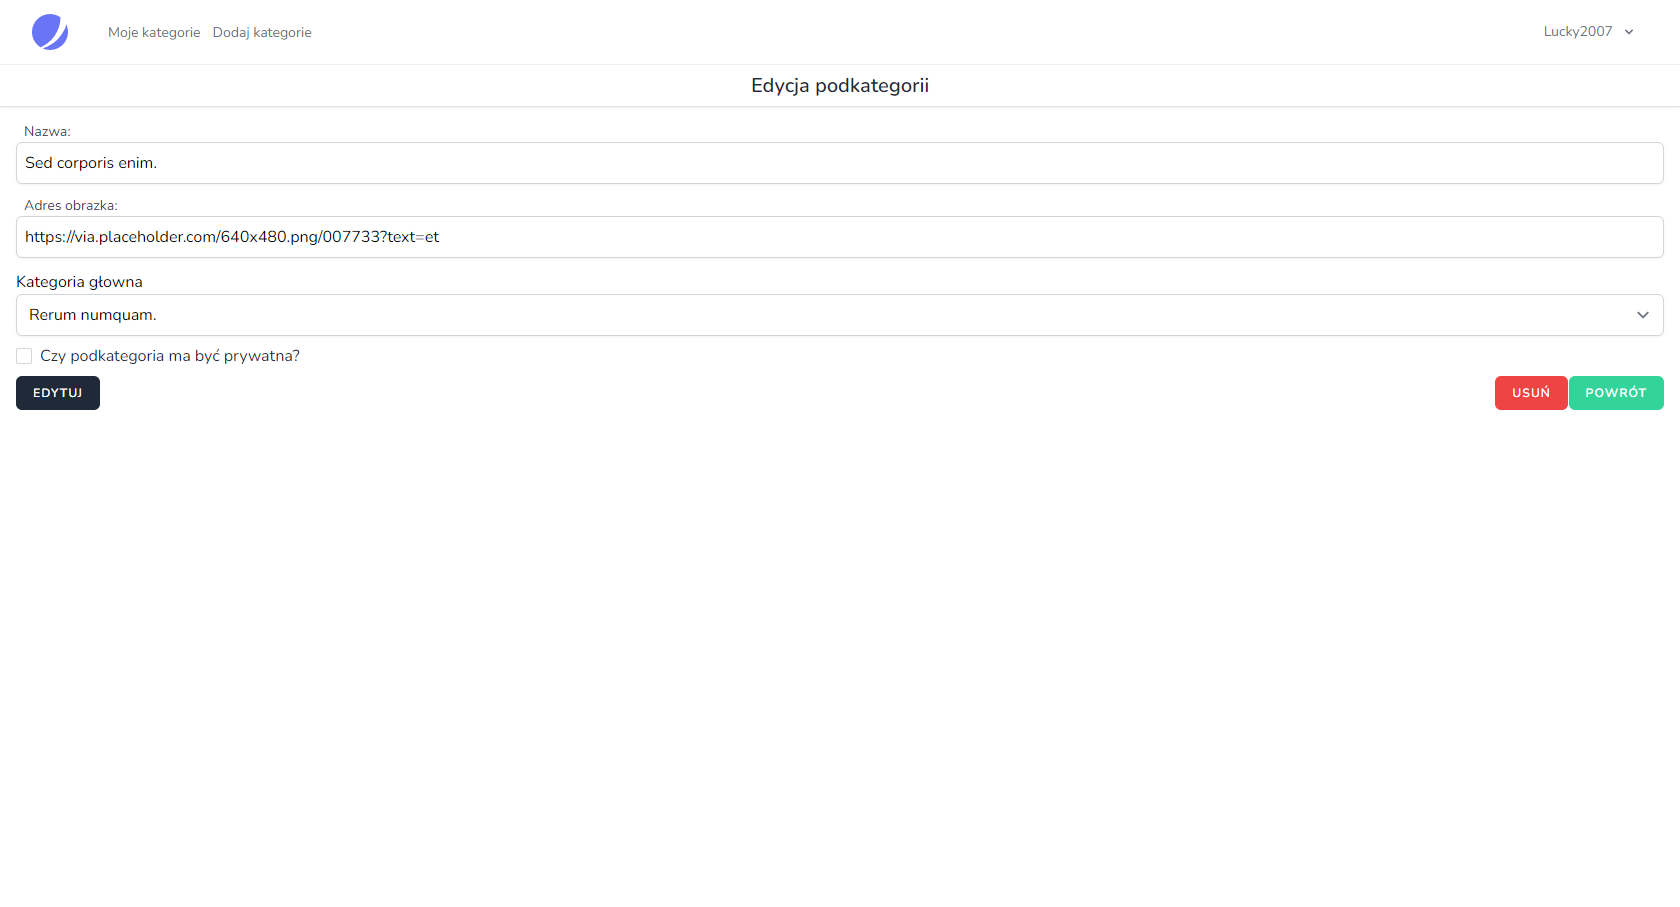 Moje kategorie Dodaj kategorie Lucky2007
Edycja podkategorii
Nazwa:
Sed corporis enim.
Adres obrazka:
https://via.placeholder.com/640x480.png/007733?text=et
Kategoria głowna
Rerum numquam.
Czy podkategoria ma być prywatna?
EDYTUJ USUŃ POWRÓT